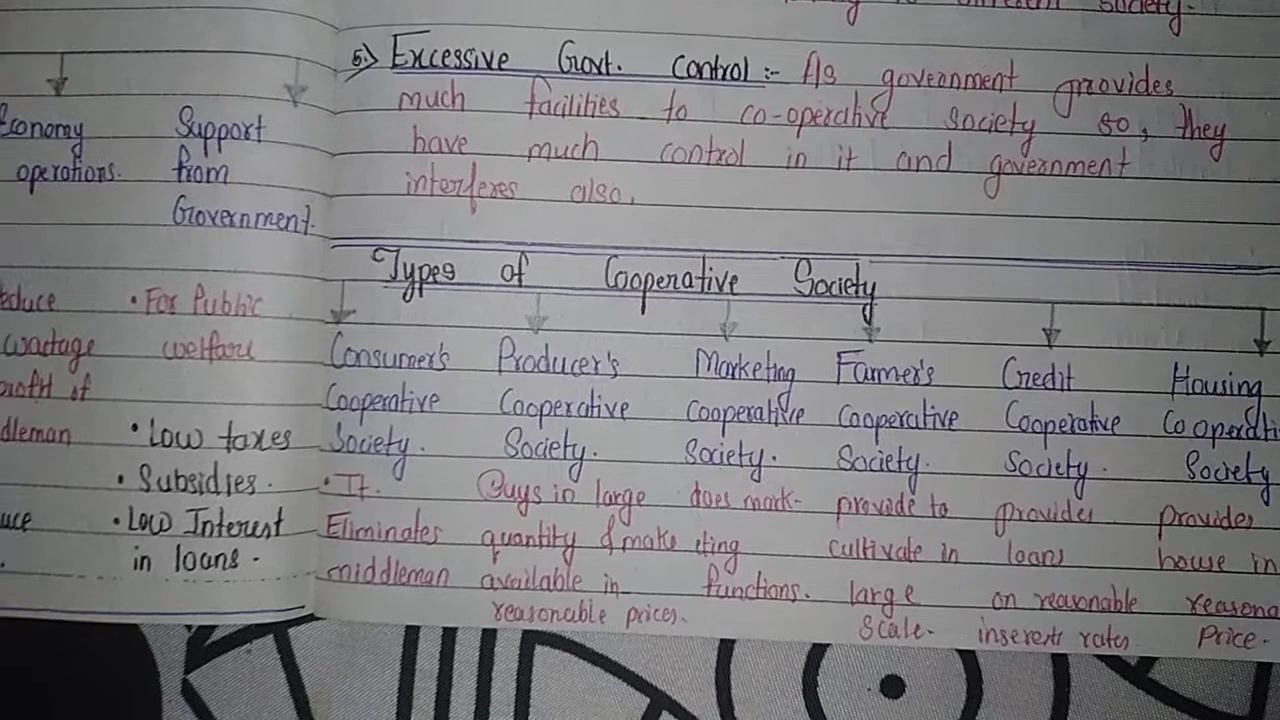 Society.
5.) Excessive Govt. Control :- As government provides
much facilities to co-operative society so, they
have much control in it and government
interferes also.
Economy
operations.
Support
from
Government.
• For Public
welfare
wastage
• Low taxes
• Subsidies.
• Low Interest
in loans.
Types of Cooperative Society
Consumer's
Cooperative
Society.
• It
Eliminates
middleman
Producer's
Cooperative
Society.
Buys in large
quantity & make
available in
reasonable prices.
Marketing
Cooperative
Society.
does mark-
eting
functions.
Farmer's
Cooperative
Society.
provide to
cultivate in
large
Scale.
Credit
Cooperative
Society.
provides
loans
on reasonable
inserest rates
Housing
Cooperati
Society
provides
house in
reasona
Price.